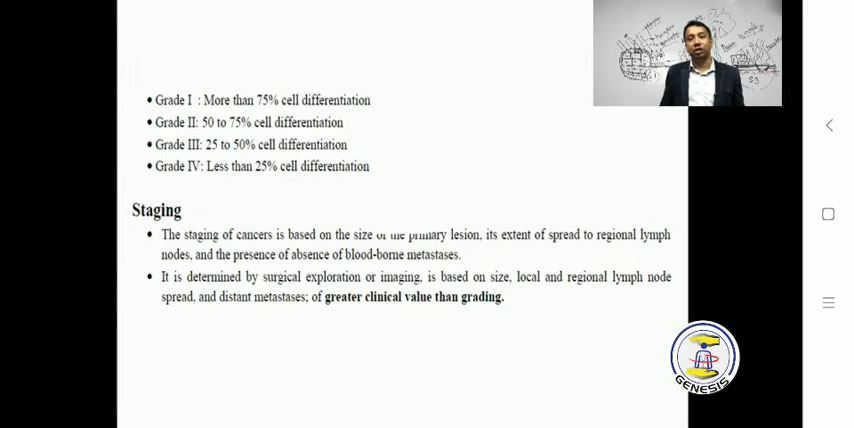 • Grade I : More than 75% cell differentiation
• Grade II: 50 to 75% cell differentiation
• Grade III: 25 to 50% cell differentiation
• Grade IV: Less than 25% cell differentiation
Staging
• The staging of cancers is based on the size of the primary lesion, its extent of spread to regional lymph
nodes, and the presence of absence of blood-borne metastases.
• It is determined by surgical exploration or imaging, is based on size, local and regional lymph node
spread, and distant metastases; of greater clinical value than grading.
GENESIS